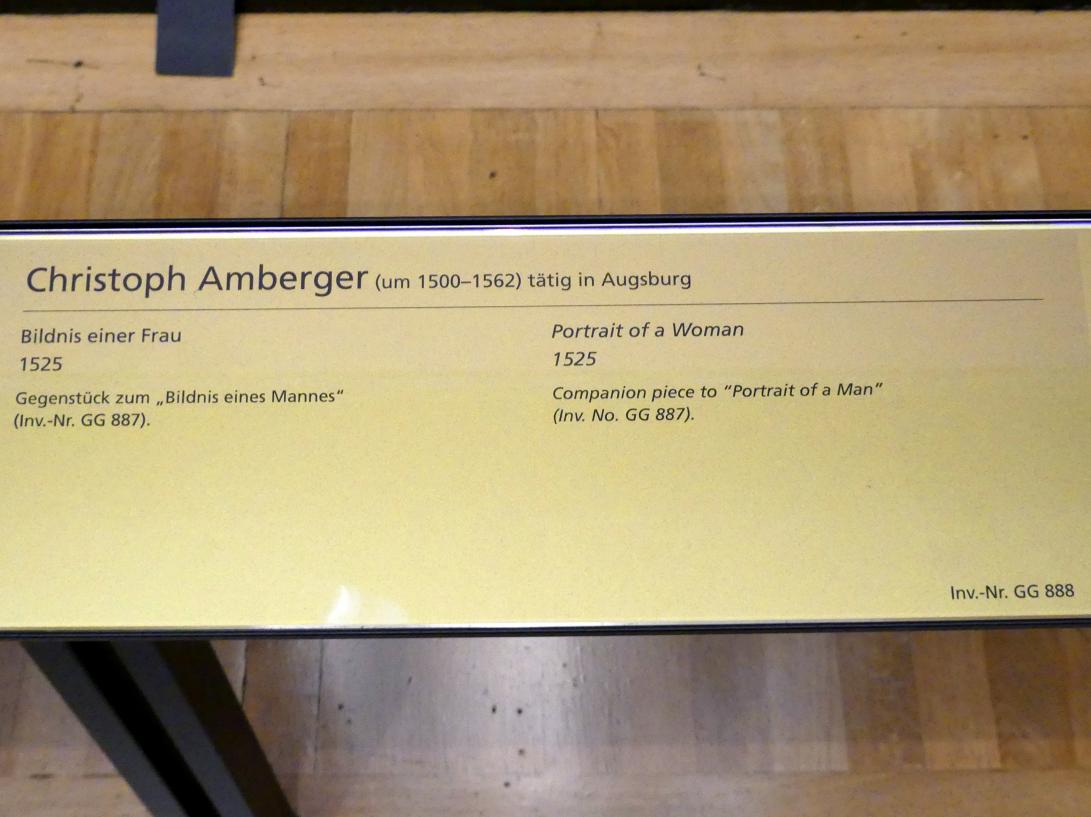 Christoph Amberger (um 1500–1562) tätig in Augsburg
Bildnis einer Frau
1525
Gegenstück zum „Bildnis eines Mannes“
(Inv.-Nr. GG 887).
Portrait of a Woman
1525
Companion piece to “Portrait of a Man”
(Inv. No. GG 887).
Inv.-Nr. GG 888